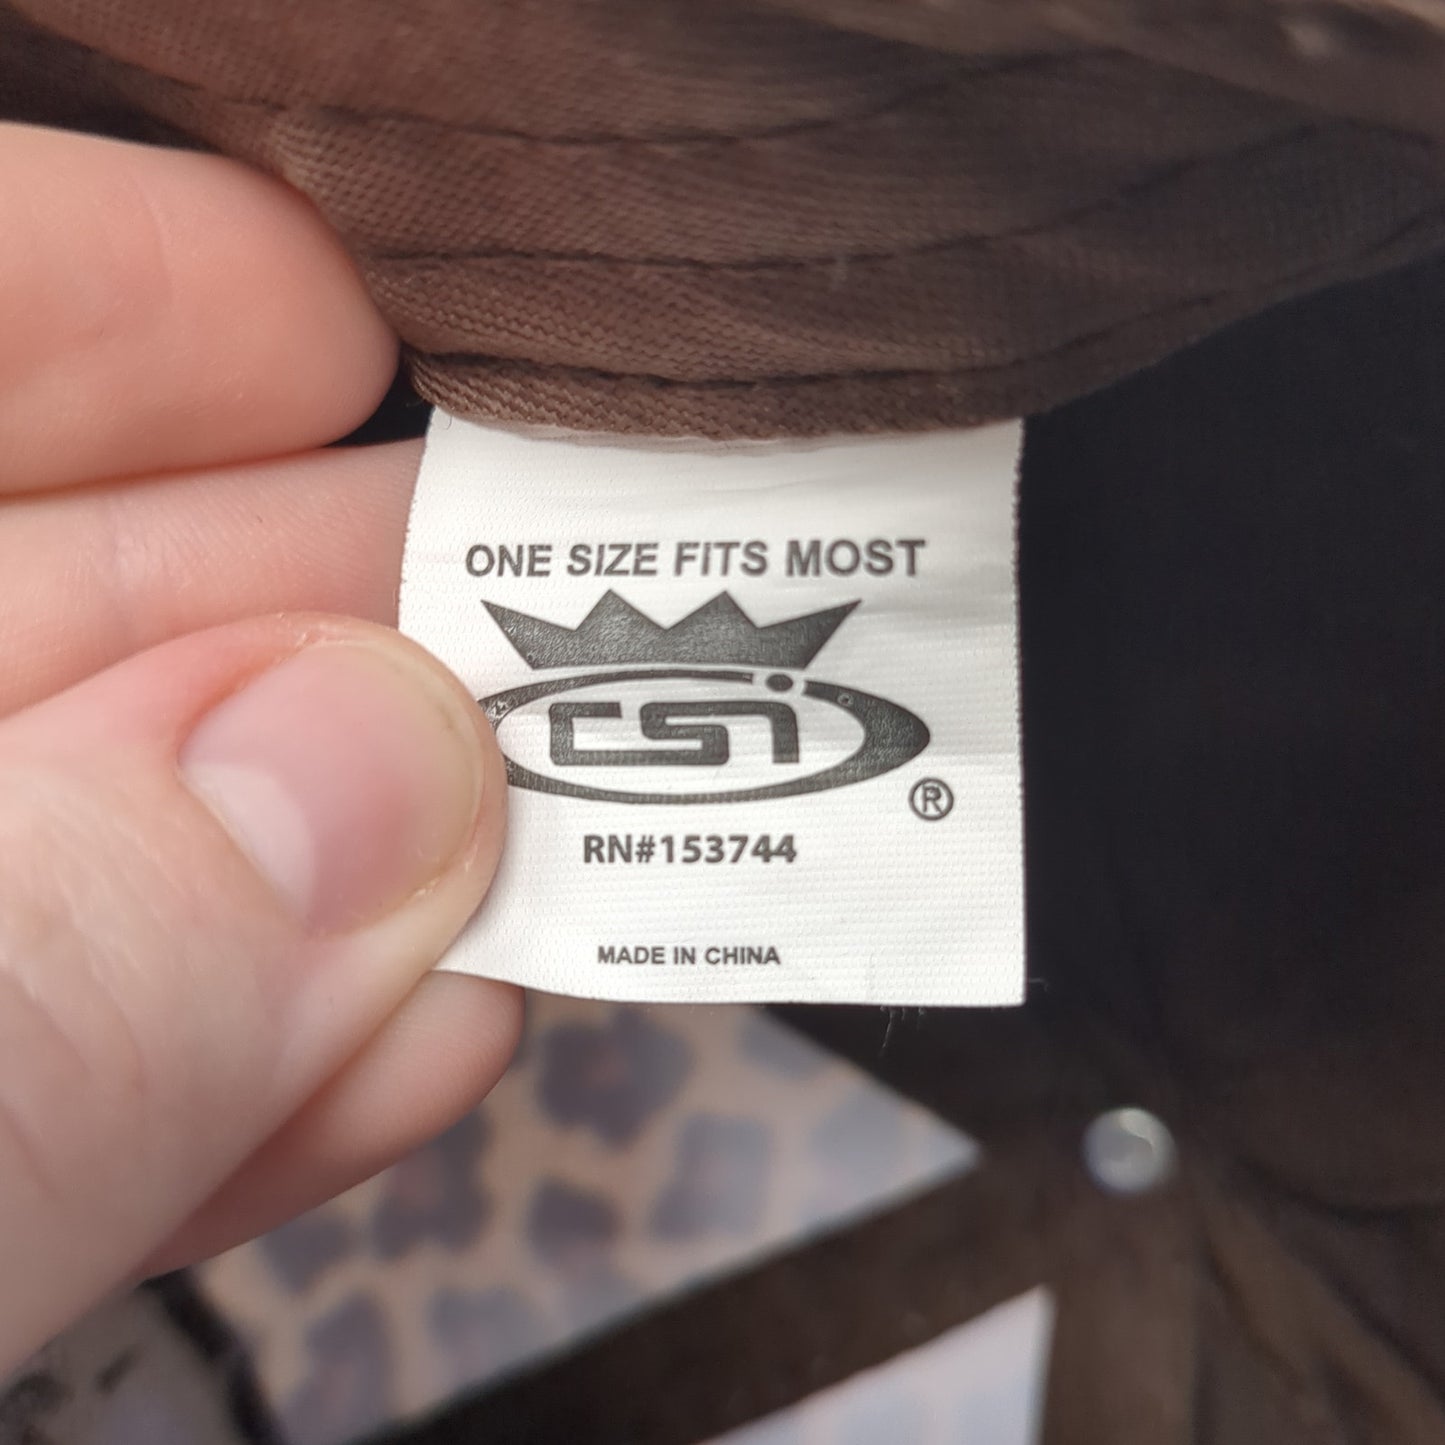 ONE SIZE FITS MOST
csi
®
RN#153744
MADE IN CHINA